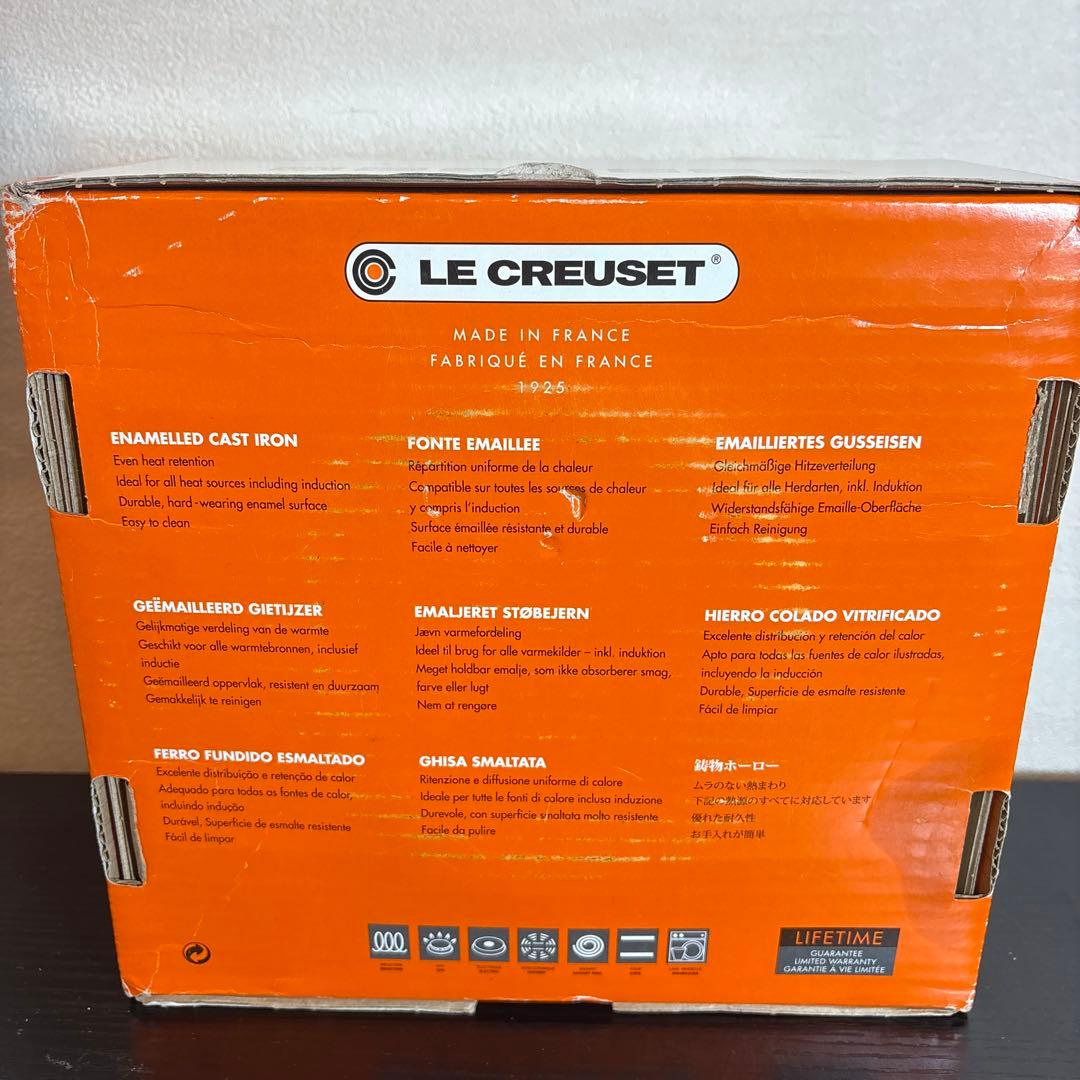 LE CREUSET®
MADE IN FRANCE
FABRIQUÉ EN FRANCE
1925
ENAMELLED CAST IRON
Even heat retention
Ideal for all heat sources including induction
Durable, hard-wearing enamel surface
Easy to clean
FONTE EMAILLEE
Répartition uniforme de la chaleur
Compatible sur toutes les sources de chaleur
y compris l'induction
Surface émaillée résistante et durable
Facile à nettoyer
EMAILLIERTES GUSSEISEN
Gleichmäßige Hitzeverteilung
Ideal für alle Herdarten, inkl. Induktion
Widerstandsfähige Emaille-Oberfläche
Einfach Reinigung
GEËMAILLEERD GIETIJZER
Gelijkmatige verdeling van de warmte
Geschikt voor alle warmtebronnen, inclusief
inductie
Geëmailleerd oppervlak, resistent en duurzaam
Gemakkelijk te reinigen
EMALJERET STØBEJERN
Jævn varmefordeling
Ideel til brug for alle varmekilder – inkl. induktion
Meget holdbar emalje, som ikke absorberer smag,
farve eller lugt
Nem at rengøre
HIERRO COLADO VITRIFICADO
Excelente distribución y retención del calor
Apto para todas las fuentes de calor ilustradas,
incluyendo la inducción
Durable, Superficie de esmalte resistente
Fácil de limpiar
FERRO FUNDIDO ESMALTADO
Excelente distribuição e retenção de calor
Adequado para todas as fontes de calor,
incluindo indução
Durável, Superficie de esmalte resistente
Fácil de limpar
GHISA SMALTATA
Ritenzione e diffusione uniforme di calore
Ideale per tutte le fonti di calore inclusa induzione
Durevole, con superficie smaltata molto resistente
Facile da pulire
鋳物ホーロー
ムラのない熱まわり
下記の熱源のすべてに対応しています
優れた耐久性
お手入れが簡単
LIFETIME
GUARANTEE
LIMITED WARRANTY
GARANTIE À VIE LIMITÉE